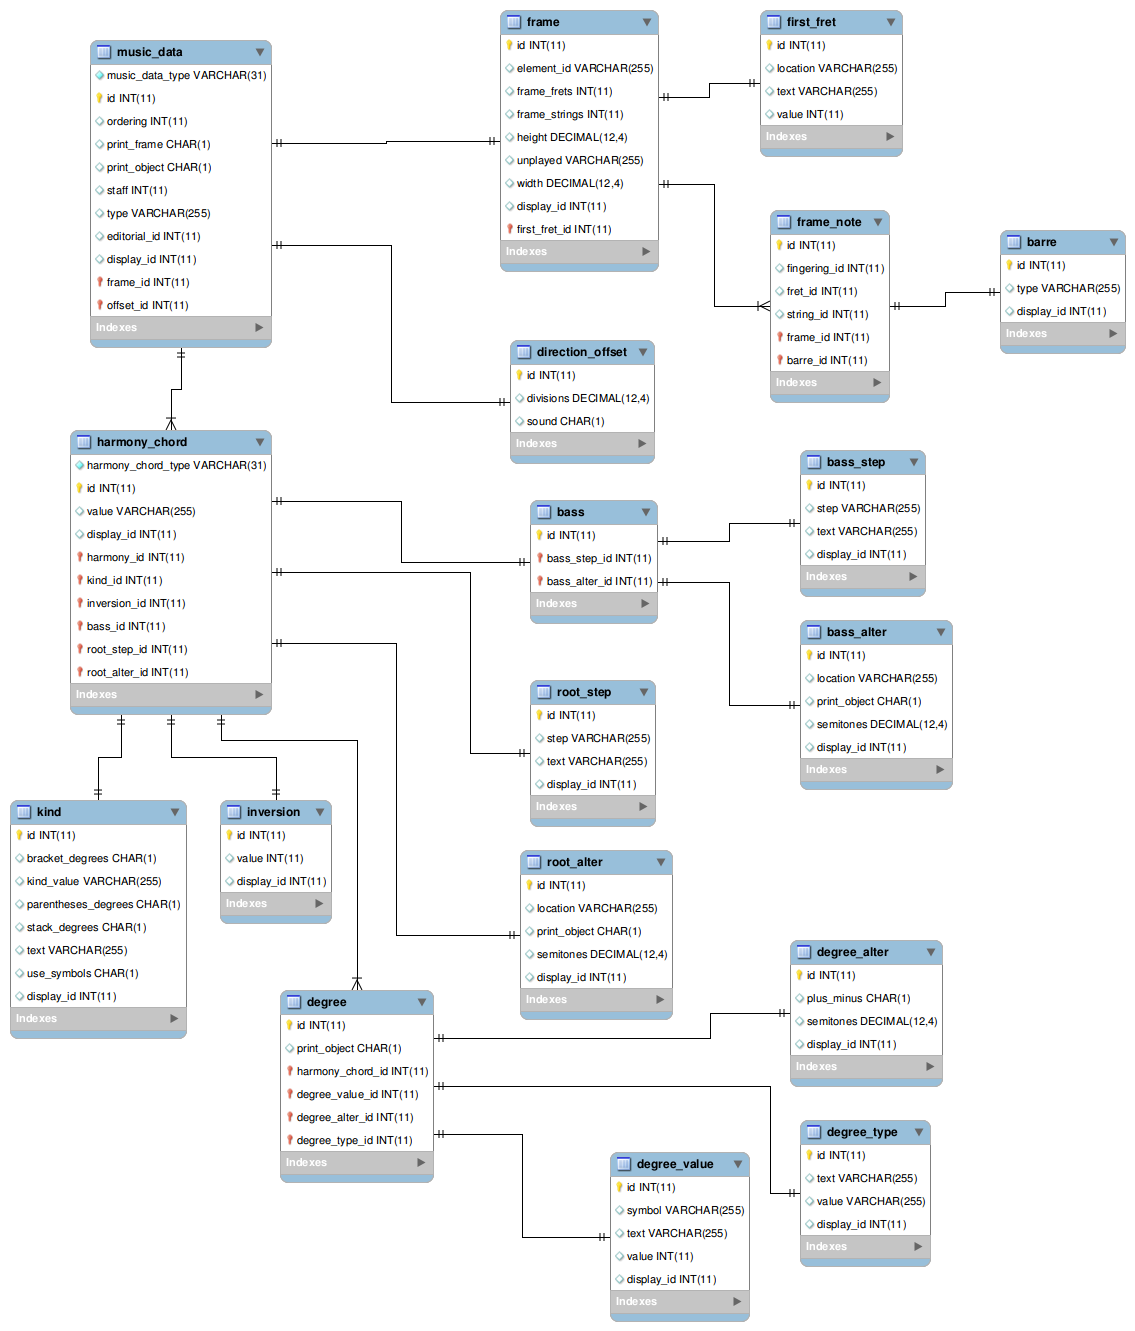 music_data
music_data_type VARCHAR(31)
id INT(11)
ordering INT(11)
print_frame CHAR(1)
print_object CHAR(1)
staff INT(11)
type VARCHAR(255)
editorial_id INT(11)
display_id INT(11)
frame_id INT(11)
offset_id INT(11)
Indexes
frame
id INT(11)
element_id VARCHAR(255)
frame_frets INT(11)
frame_strings INT(11)
height DECIMAL(12,4)
unplayed VARCHAR(255)
width DECIMAL(12,4)
display_id INT(11)
first_fret_id INT(11)
Indexes
first_fret
id INT(11)
location VARCHAR(255)
text VARCHAR(255)
value INT(11)
Indexes
frame_note
id INT(11)
fingering_id INT(11)
fret_id INT(11)
string_id INT(11)
frame_id INT(11)
barre_id INT(11)
Indexes
barre
id INT(11)
type VARCHAR(255)
display_id INT(11)
Indexes
direction_offset
id INT(11)
divisions DECIMAL(12,4)
sound CHAR(1)
Indexes
harmony_chord
harmony_chord_type VARCHAR(31)
id INT(11)
value VARCHAR(255)
display_id INT(11)
harmony_id INT(11)
kind_id INT(11)
inversion_id INT(11)
bass_id INT(11)
root_step_id INT(11)
root_alter_id INT(11)
Indexes
bass
id INT(11)
bass_step_id INT(11)
bass_alter_id INT(11)
Indexes
bass_step
id INT(11)
step VARCHAR(255)
text VARCHAR(255)
display_id INT(11)
Indexes
bass_alter
id INT(11)
location VARCHAR(255)
print_object CHAR(1)
semitones DECIMAL(12,4)
display_id INT(11)
Indexes
root_step
id INT(11)
step VARCHAR(255)
text VARCHAR(255)
display_id INT(11)
Indexes
kind
id INT(11)
bracket_degrees CHAR(1)
kind_value VARCHAR(255)
parentheses_degrees CHAR(1)
stack_degrees CHAR(1)
text VARCHAR(255)
use_symbols CHAR(1)
display_id INT(11)
Indexes
inversion
id INT(11)
value INT(11)
display_id INT(11)
Indexes
root_alter
id INT(11)
location VARCHAR(255)
print_object CHAR(1)
semitones DECIMAL(12,4)
display_id INT(11)
Indexes
degree
id INT(11)
print_object CHAR(1)
harmony_chord_id INT(11)
degree_value_id INT(11)
degree_alter_id INT(11)
degree_type_id INT(11)
Indexes
degree_alter
id INT(11)
plus_minus CHAR(1)
semitones DECIMAL(12,4)
display_id INT(11)
Indexes
degree_type
id INT(11)
text VARCHAR(255)
value VARCHAR(255)
display_id INT(11)
Indexes
degree_value
id INT(11)
symbol VARCHAR(255)
text VARCHAR(255)
value INT(11)
display_id INT(11)
Indexes